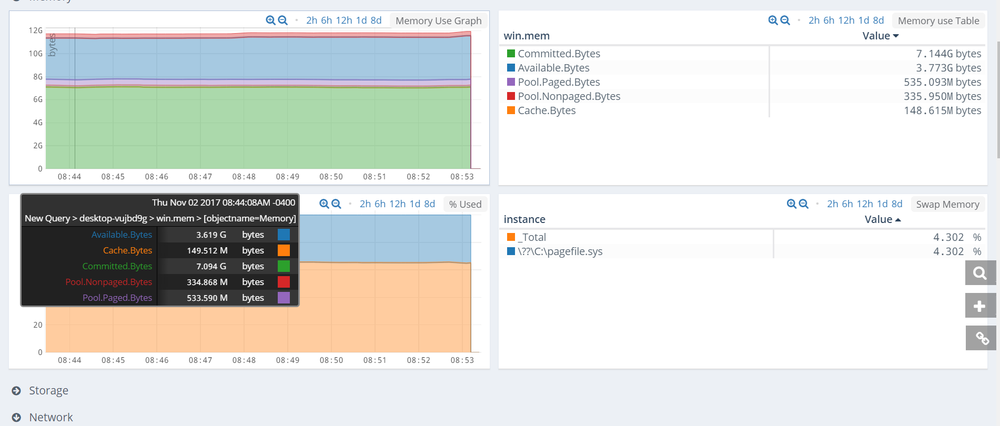 Memory
2h 6h 12h 1d 8d Memory Use Graph
12G
10G
8G
6G
4G
2G
0
bytes
08:44 08:45 08:46 08:47 08:48 08:49 08:50 08:51 08:52 08:53
2h 6h 12h 1d 8d Memory use Table
win.mem Value
Committed.Bytes 7.144G bytes
Available.Bytes 3.773G bytes
Pool.Paged.Bytes 535.093M bytes
Pool.Nonpaged.Bytes 335.950M bytes
Cache.Bytes 148.615M bytes
Thu Nov 02 2017 08:44:08AM -0400
New Query > desktop-vujbd9g > win.mem > [objectname=Memory]
Available.Bytes 3.619 G bytes
Cache.Bytes 149.512 M bytes
Committed.Bytes 7.094 G bytes
Pool.Nonpaged.Bytes 334.868 M bytes
Pool.Paged.Bytes 533.590 M bytes
2h 6h 12h 1d 8d % Used
20
0
08:44 08:45 08:46 08:47 08:48 08:49 08:50 08:51 08:52 08:53
2h 6h 12h 1d 8d Swap Memory
instance Value
_Total 4.302 %
\??\C:\pagefile.sys 4.302 %
Storage
Network